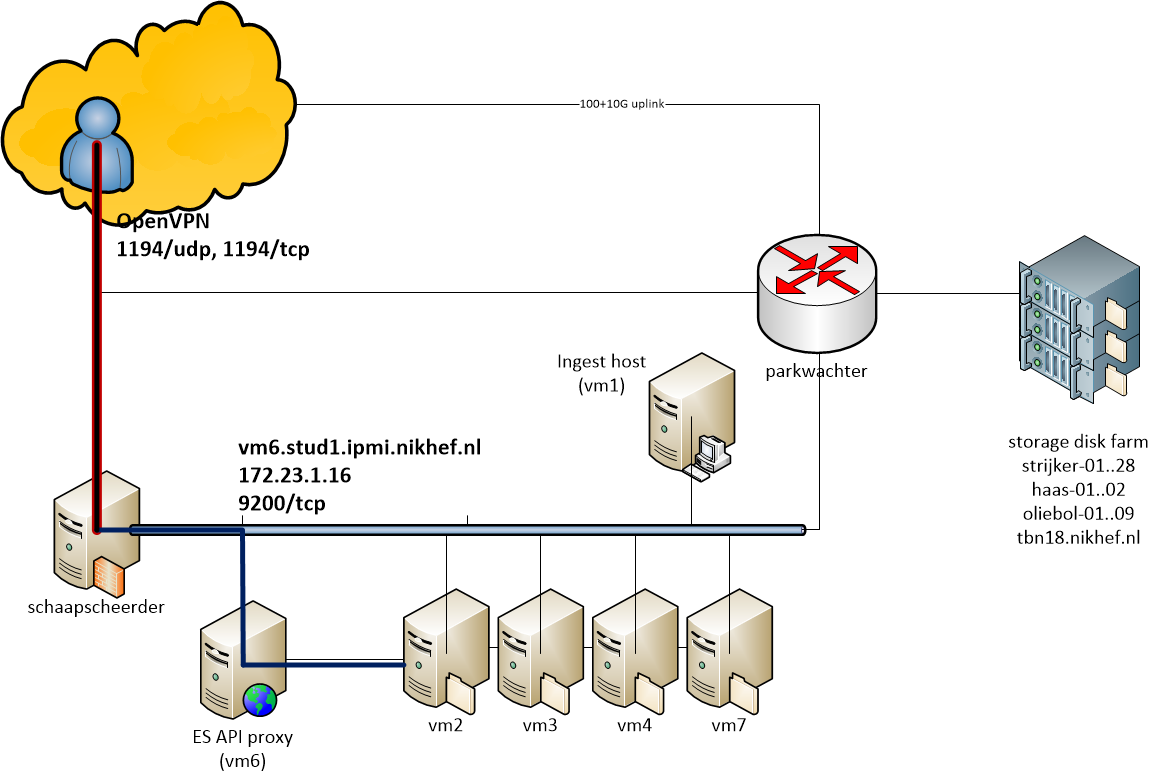 100+10G uplink
OpenVPN
1194/udp, 1194/tcp
Ingest host
(vm1)
parkwachter
vm6.stud1.ipmi.nikhef.nl
172.23.1.16
9200/tcp
storage disk farm
strijker-01..28
haas-01..02
oliebol-01..09
tbn18.nikhef.nl
schaapscheerder
ES API proxy
(vm6)
vm2
vm3
vm4
vm7